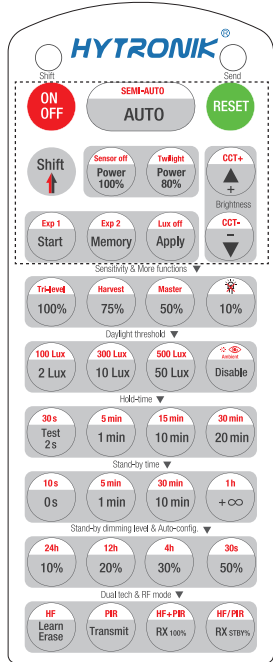 HYTRONIK®
Shift Send
ON
OFF
SEMI-AUTO
AUTO
RESET
Shift
Sensor off
Power
100%
Twilight
Power
80%
CCT+
+
Brightness
Exp 1
Start
Exp 2
Memory
Lux off
Apply
CCT-
−
Sensitivity & More functions ▼
Tri-level Harvest Master
100% 75% 50% 10%
Daylight threshold ▼
100 Lux 300 Lux 500 Lux Ambient
2 Lux 10 Lux 50 Lux Disable
Hold-time ▼
30s 5 min 15 min 30 min
Test
2s
1 min 10 min 20 min
Stand-by time ▼
10s 5 min 30 min 1h
0s 1 min 10 min +∞
Stand-by dimming level & Auto-config. ▼
24h 12h 4h 30s
10% 20% 30% 50%
Dual tech & RF mode ▼
HF PIR HF+PIR HF/PIR
Learn
Erase
Transmit RX 100% RX STBY%